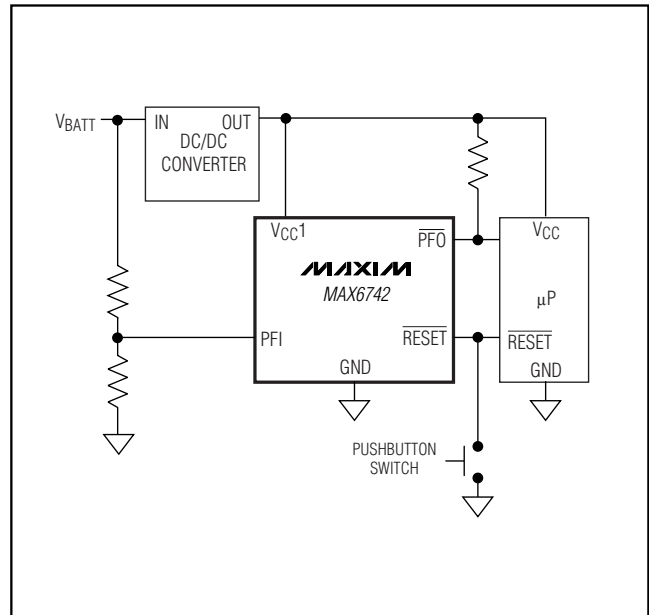 VBATT
IN OUT
DC/DC
CONVERTER
VCC1
PFO
VCC
MAXIM
MAX6742
µP
PFI
RESET
RESET
GND
GND
PUSHBUTTON
SWITCH